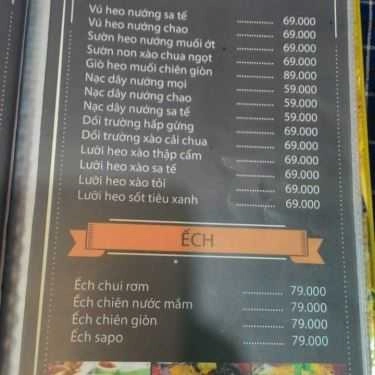 Vú heo nướng sa tế ............ 69.000
Vú heo nướng chao ............ 69.000
Sườn heo nướng muối ớt ............ 69.000
Sườn non xào chua ngọt ............ 69.000
Giò heo muối chiên giòn ............ 89.000
Nạc dây nướng mọi ............ 59.000
Nạc dây nướng chao ............ 59.000
Nạc dây nướng sa tế ............ 59.000
Dồi trường hấp gừng ............ 69.000
Dồi trường xào cải chua ............ 69.000
Lưỡi heo xào thập cẩm ............ 69.000
Lưỡi heo xào sa tế ............ 69.000
Lưỡi heo xào tỏi ............ 69.000
Lưỡi heo sốt tiêu xanh ............ 69.000
ẾCH
Ếch chui rơm ............ 79.000
Ếch chiên nước mắm ............ 79.000
Ếch chiên giòn ............ 79.000
Ếch sapo ............ 79.000